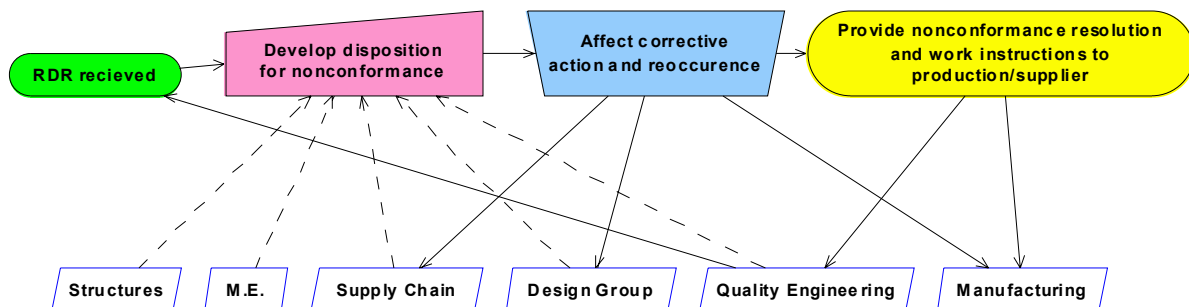 RDR recieved
Develop disposition
for nonconformance
Affect corrective
action and reoccurence
Provide nonconformance resolution
and work instructions to
production/supplier
Structures
M.E.
Supply Chain
Design Group
Quality Engineering
Manufacturing